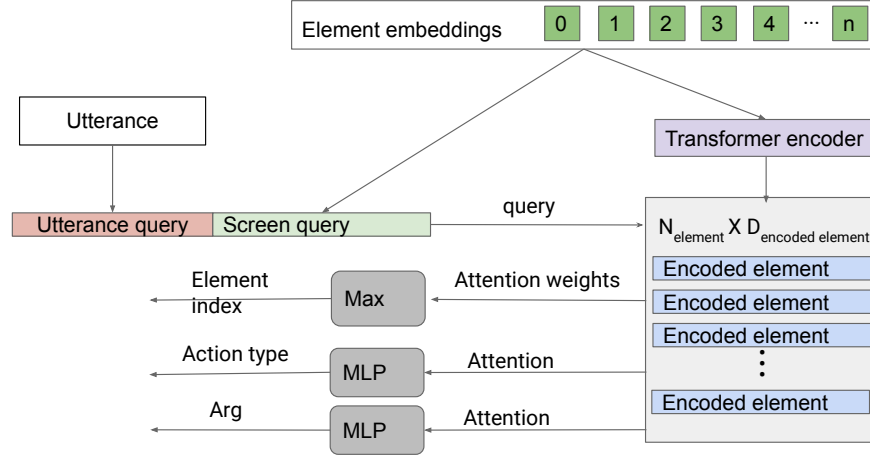 Element embeddings 0 1 2 3 4 ... n
Utterance
Transformer encoder
Utterance query Screen query
query
N element X D encoded element
Encoded element
Element index
Max
Attention weights
Encoded element
Encoded element
Action type
MLP
Attention
Encoded element
Arg
MLP
Attention